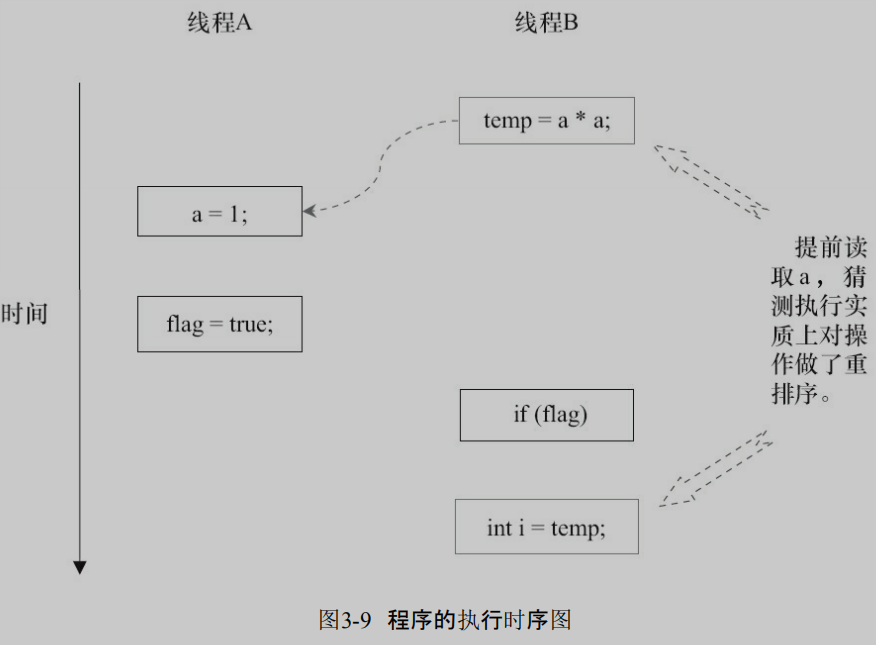 线程A
线程B
temp = a * a;
a = 1;
提前读
取a，猜
测执行实
质上对操
作做了重
排序。
时间
flag = true;
if (flag)
int i = temp;
图3-9 程序的执行时序图